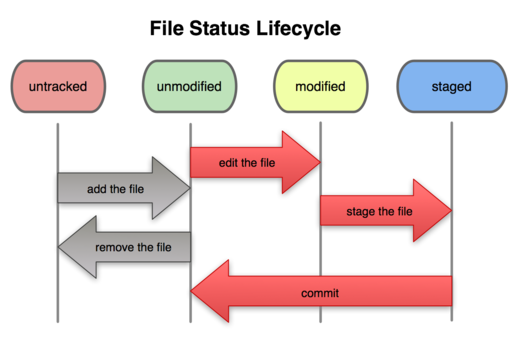 File Status Lifecycle
untracked
unmodified
modified
staged
edit the file
add the file
stage the file
remove the file
commit